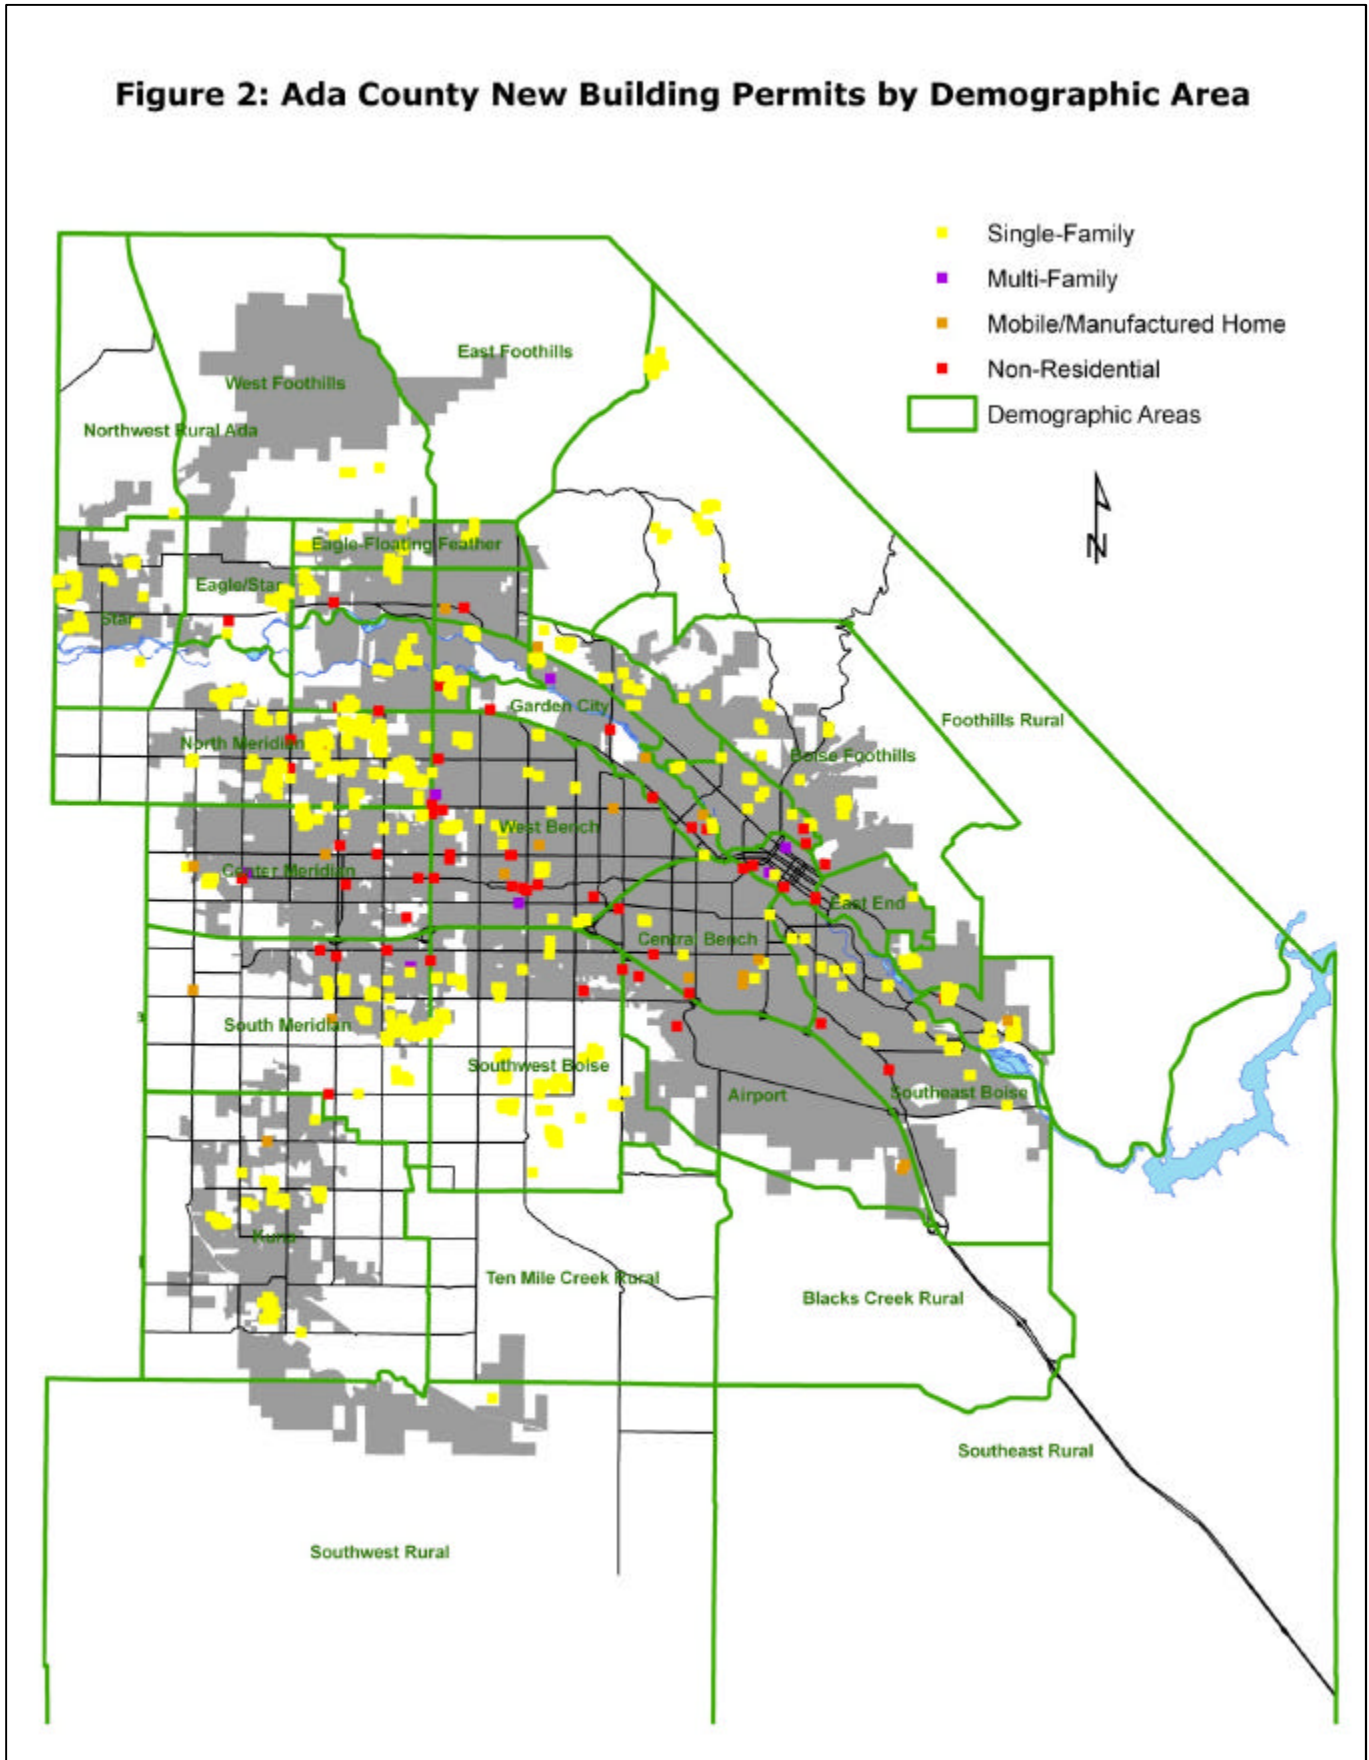 Figure 2: Ada County New Building Permits by Demographic Area
Single-Family
Multi-Family
Mobile/Manufactured Home
Non-Residential
Demographic Areas
N
East Foothills
West Foothills
Northwest Rural Ada
Eagle-Floating Feather
Eagle/Star
Star
Garden City
Foothills Rural
North Meridian
Boise Foothills
West Bench
Center Meridian
East End
Central Bench
South Meridian
Southwest Boise
Airport
Southeast Boise
Kuna
Ten Mile Creek Rural
Blacks Creek Rural
Southeast Rural
Southwest Rural